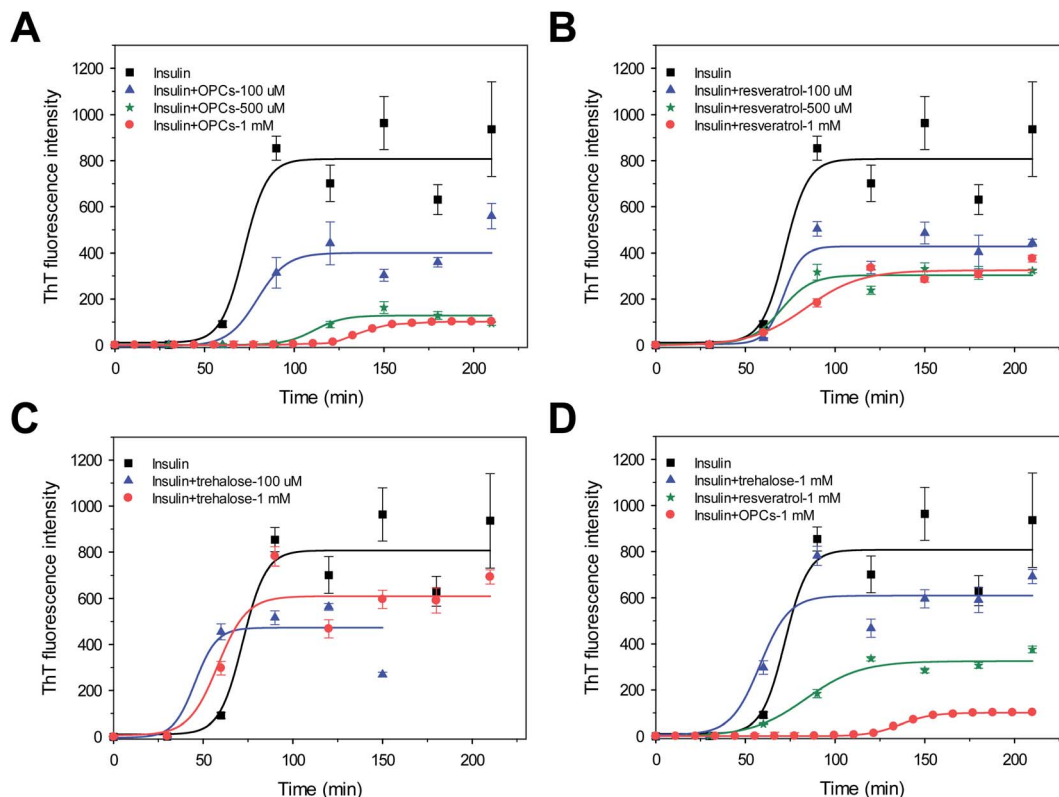 A
ThT fluorescence intensity
1200
1000
800
600
400
200
0
Insulin
Insulin+OPCs-100 uM
Insulin+OPCs-500 uM
Insulin+OPCs-1 mM
0 50 100 150 200
Time (min)
B
ThT fluorescence intensity
1200
1000
800
600
400
200
0
Insulin
Insulin+resveratrol-100 uM
Insulin+resveratrol-500 uM
Insulin+resveratrol-1 mM
0 50 100 150 200
Time (min)
C
ThT fluorescence intensity
1200
1000
800
600
400
200
0
Insulin
Insulin+trehalose-100 uM
Insulin+trehalose-1 mM
0 50 100 150 200
Time (min)
D
ThT fluorescence intensity
1200
1000
800
600
400
200
0
Insulin
Insulin+trehalose-1 mM
Insulin+resveratrol-1 mM
Insulin+OPCs-1 mM
0 50 100 150 200
Time (min)